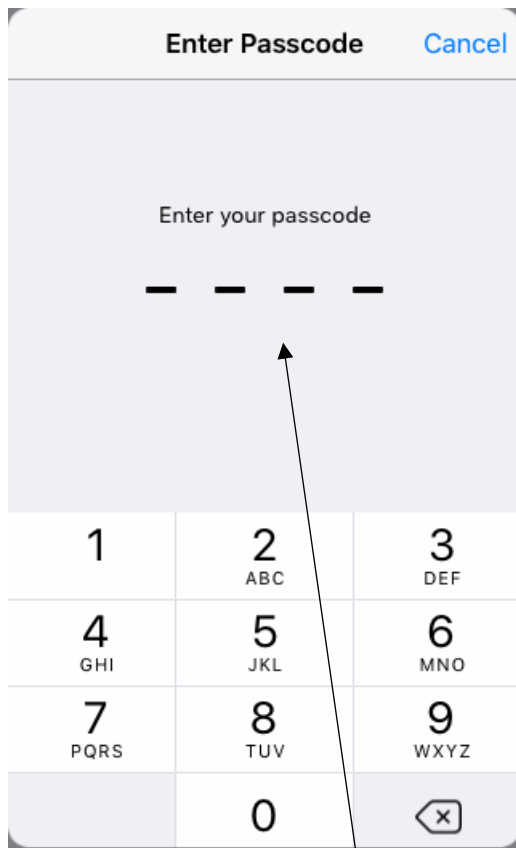 Enter Passcode Cancel
Enter your passcode
1 2 3
ABC DEF
4 5 6
GHI JKL MNO
7 8 9
PQRS TUV WXYZ
0